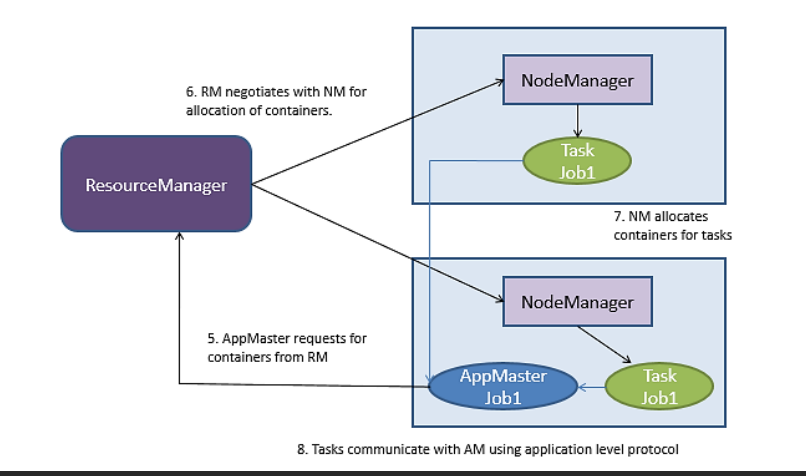 6. RM negotiates with NM for
allocation of containers.
NodeManager
Task
Job1
ResourceManager
7. NM allocates
containers for tasks
NodeManager
5. AppMaster requests for
containers from RM
AppMaster
Job1
Task
Job1
8. Tasks communicate with AM using application level protocol